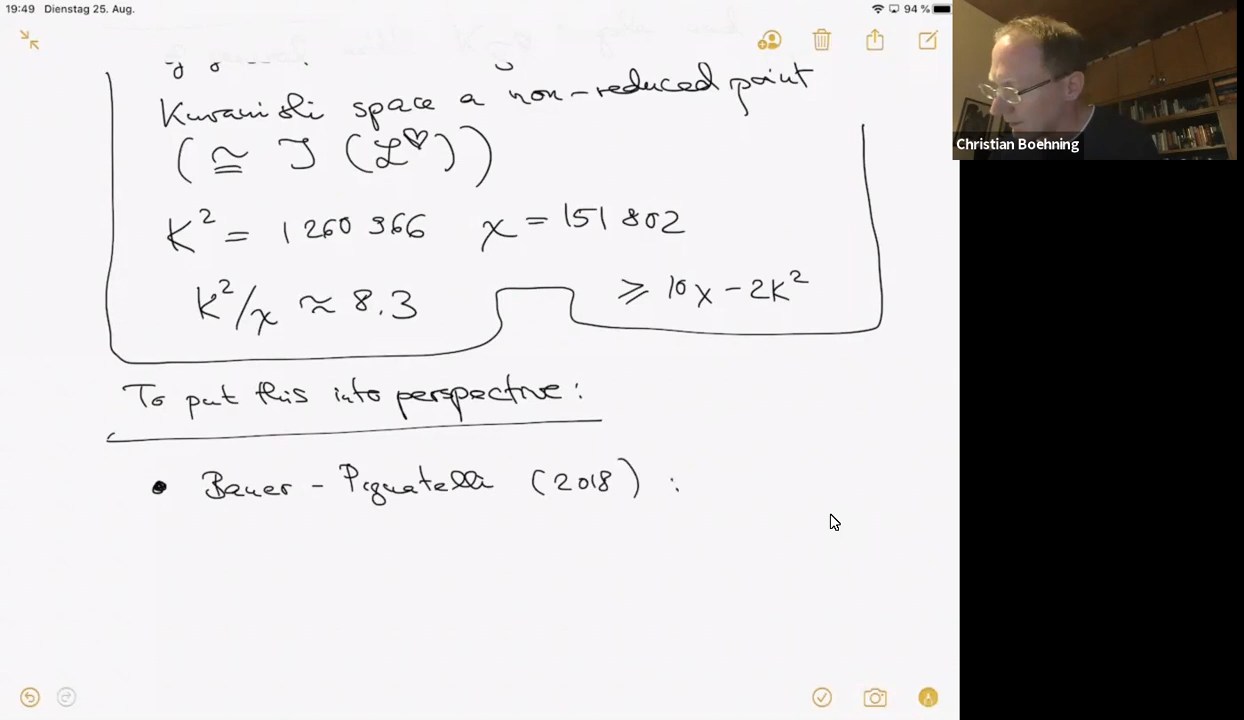 19:49 Dienstag 25. Aug.
94 %
Kuranishi space a non-reduced point
(≅ I (L♡))
K² = 1 260 966 χ = 151 802
K²/χ ≈ 8.3 ≥ 10χ - 2K²
To put this into perspective:
• Bauer - Pignatelli (2018) :
Christian Boehning